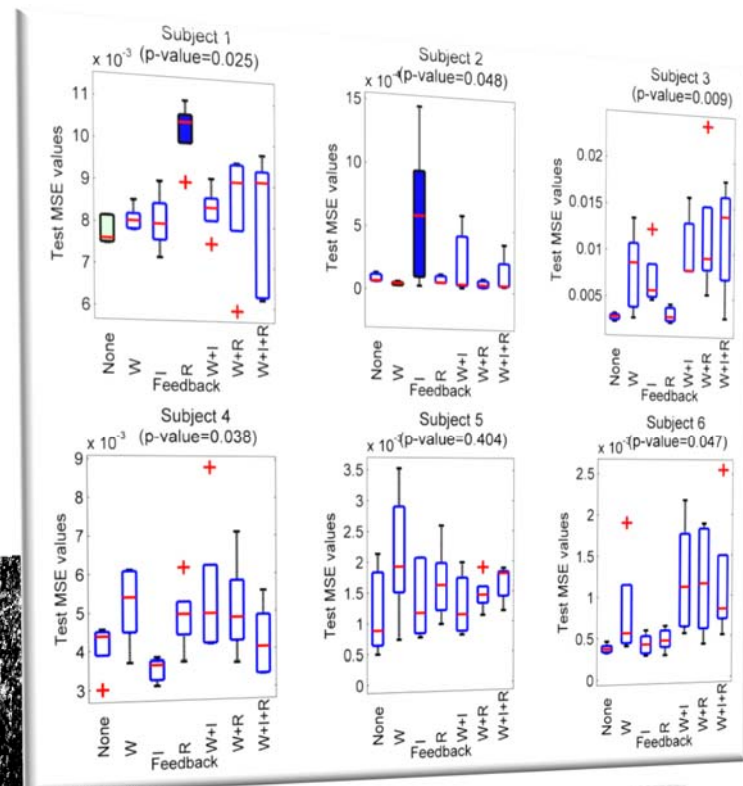 Subject 1
(p-value=0.025)
x 10⁻³
11
10
9
8
7
6
Test MSE values
None
W
I
R
W+I
W+R
W+I+R
Feedback
Subject 2
(p-value=0.048)
15
10
5
0
Test MSE values
None
W
I
R
W+I
W+R
W+I+R
Feedback
Subject 3
(p-value=0.009)
0.02
0.015
0.01
0.005
Test MSE values
None
W
I
R
W+I
W+R
W+I+R
Feedback
Subject 4
(p-value=0.038)
x 10⁻³
9
8
7
6
5
4
3
Test MSE values
None
W
I
R
W+I
W+R
W+I+R
Feedback
Subject 5
(p-value=0.404)
3.5
3
2.5
2
1.5
1
0.5
0
Test MSE values
None
W
I
R
W+I
W+R
W+I+R
Feedback
Subject 6
(p-value=0.047)
2.5
2
1.5
1
0.5
0
Test MSE values
None
W
I
R
W+I
W+R
W+I+R
Feedback